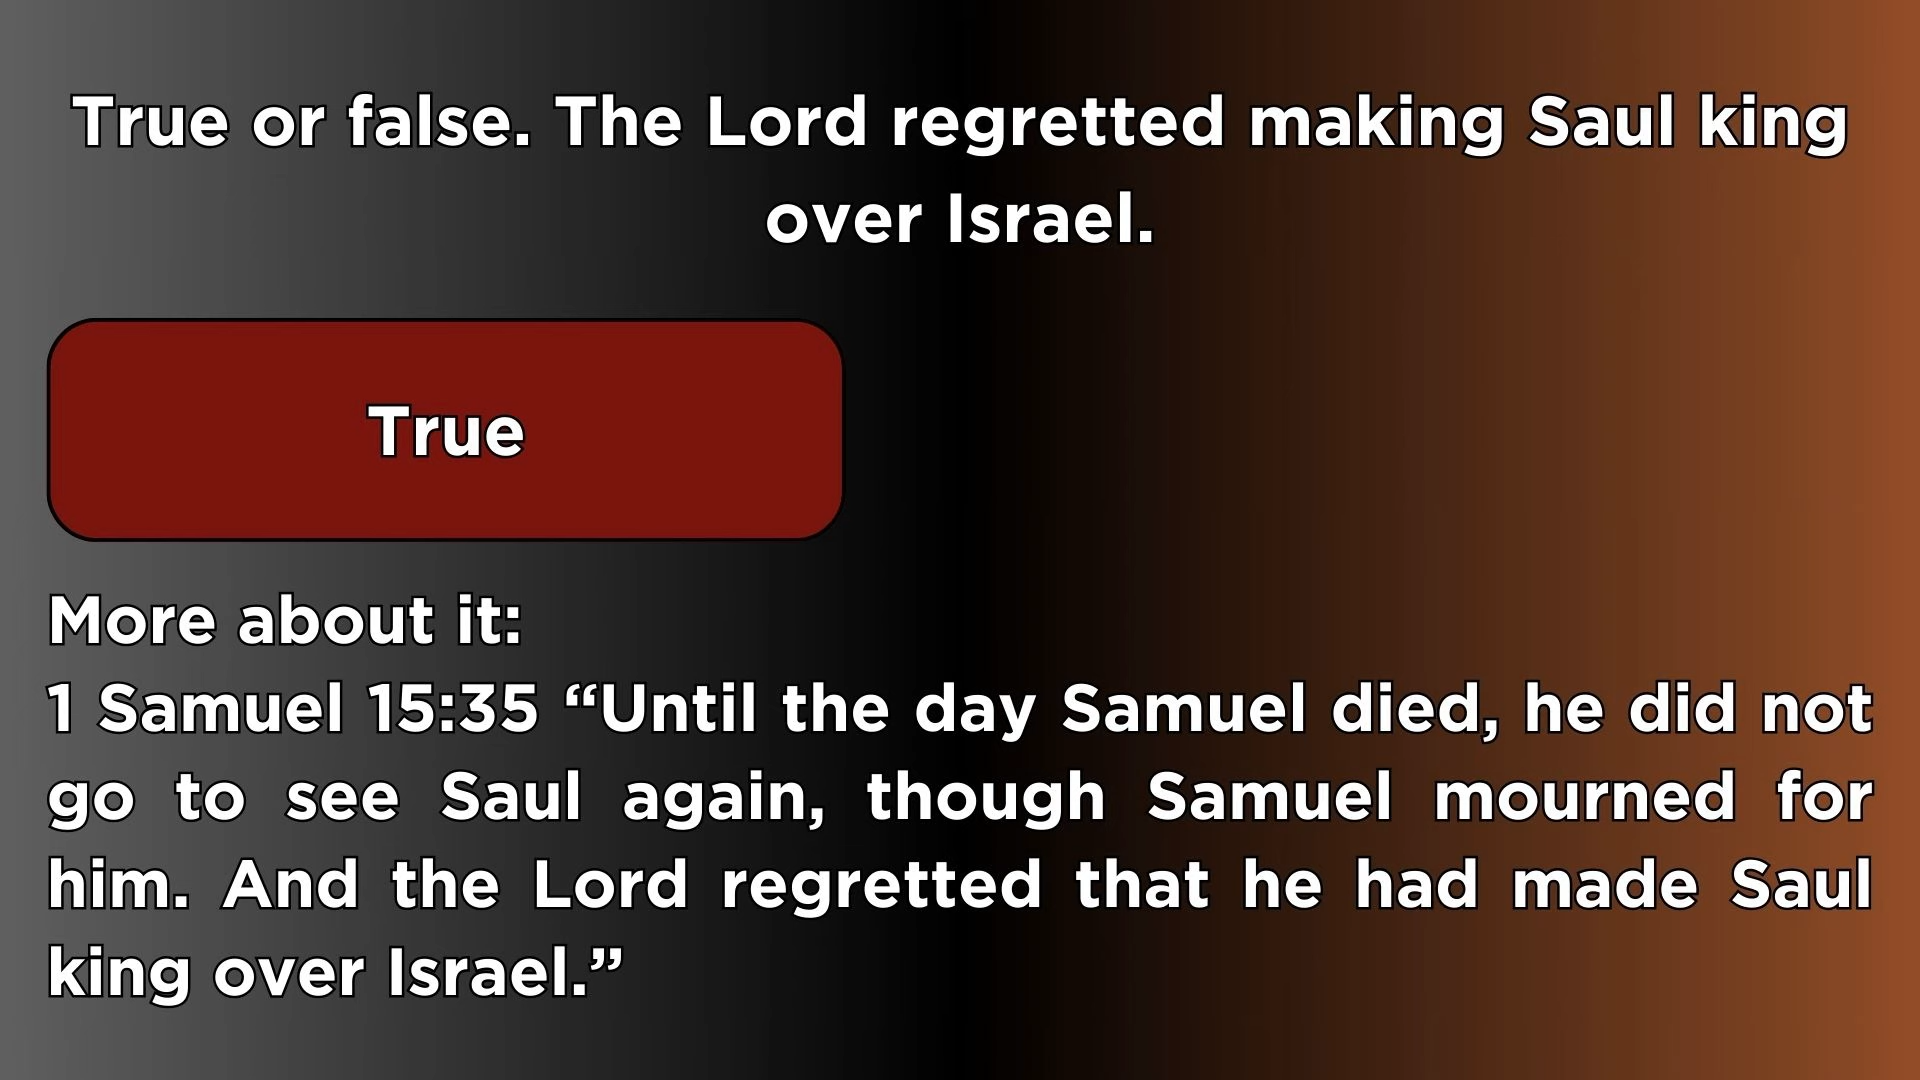 True or false. The Lord regretted making Saul king
over Israel.
True
More about it:
1 Samuel 15:35 “Until the day Samuel died, he did not
go to see Saul again, though Samuel mourned for
him. And the Lord regretted that he had made Saul
king over Israel.”